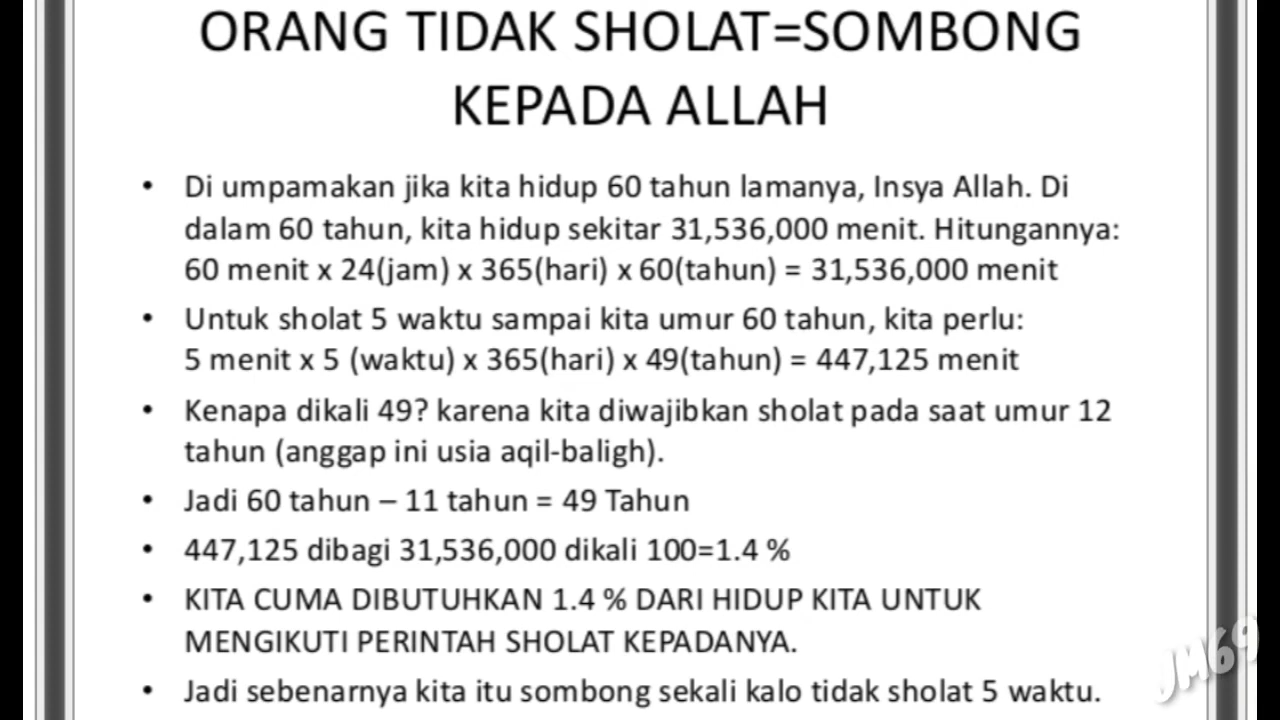 ORANG TIDAK SHOLAT=SOMBONG
KEPADA ALLAH
• Di umpamakan jika kita hidup 60 tahun lamanya, Insya Allah. Di
dalam 60 tahun, kita hidup sekitar 31,536,000 menit. Hitungannya:
60 menit x 24(jam) x 365(hari) x 60(tahun) = 31,536,000 menit
• Untuk sholat 5 waktu sampai kita umur 60 tahun, kita perlu:
5 menit x 5 (waktu) x 365(hari) x 49(tahun) = 447,125 menit
• Kenapa dikali 49? karena kita diwajibkan sholat pada saat umur 12
tahun (anggap ini usia aqil-baligh).
• Jadi 60 tahun – 11 tahun = 49 Tahun
• 447,125 dibagi 31,536,000 dikali 100=1.4 %
• KITA CUMA DIBUTUHKAN 1.4 % DARI HIDUP KITA UNTUK
MENGIKUTI PERINTAH SHOLAT KEPADANYA.
• Jadi sebenarnya kita itu sombong sekali kalo tidak sholat 5 waktu.
JM69